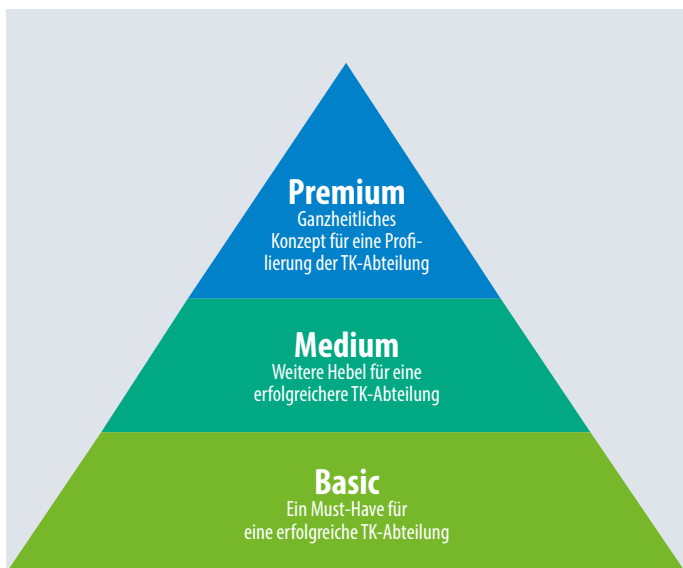 Premium
Ganzheitliches
Konzept für eine Profi-
lierung der TK-Abteilung
Medium
Weitere Hebel für eine
erfolgreichere TK-Abteilung
Basic
Ein Must-Have für
eine erfolgreiche TK-Abteilung